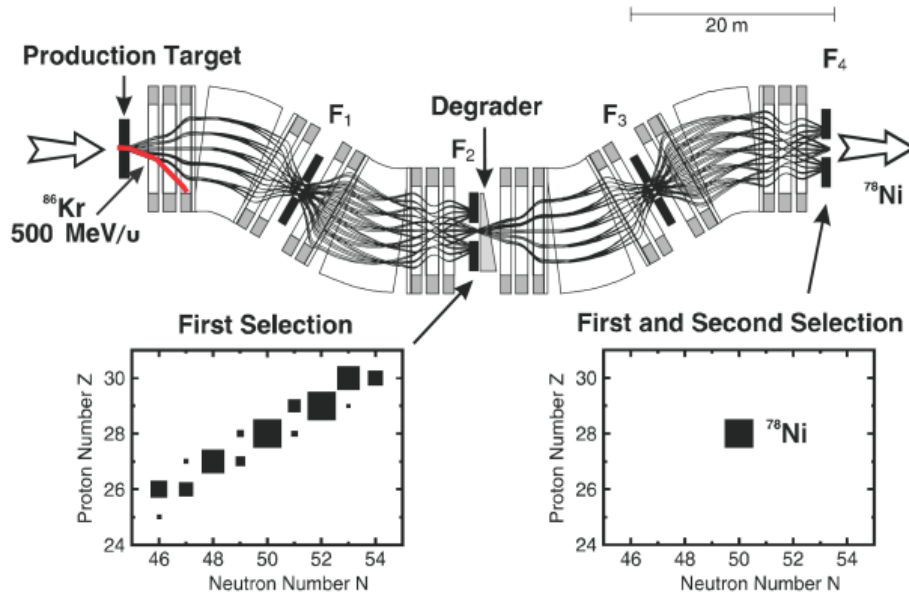 20 m
Production Target
F4
F1
Degrader
F3
F2
86Kr
500 MeV/u
78Ni
First Selection
First and Second Selection
Proton Number Z
30
28
26
24
46 48 50 52 54
Neutron Number N
Proton Number Z
30
28
26
24
78Ni
46 48 50 52 54
Neutron Number N